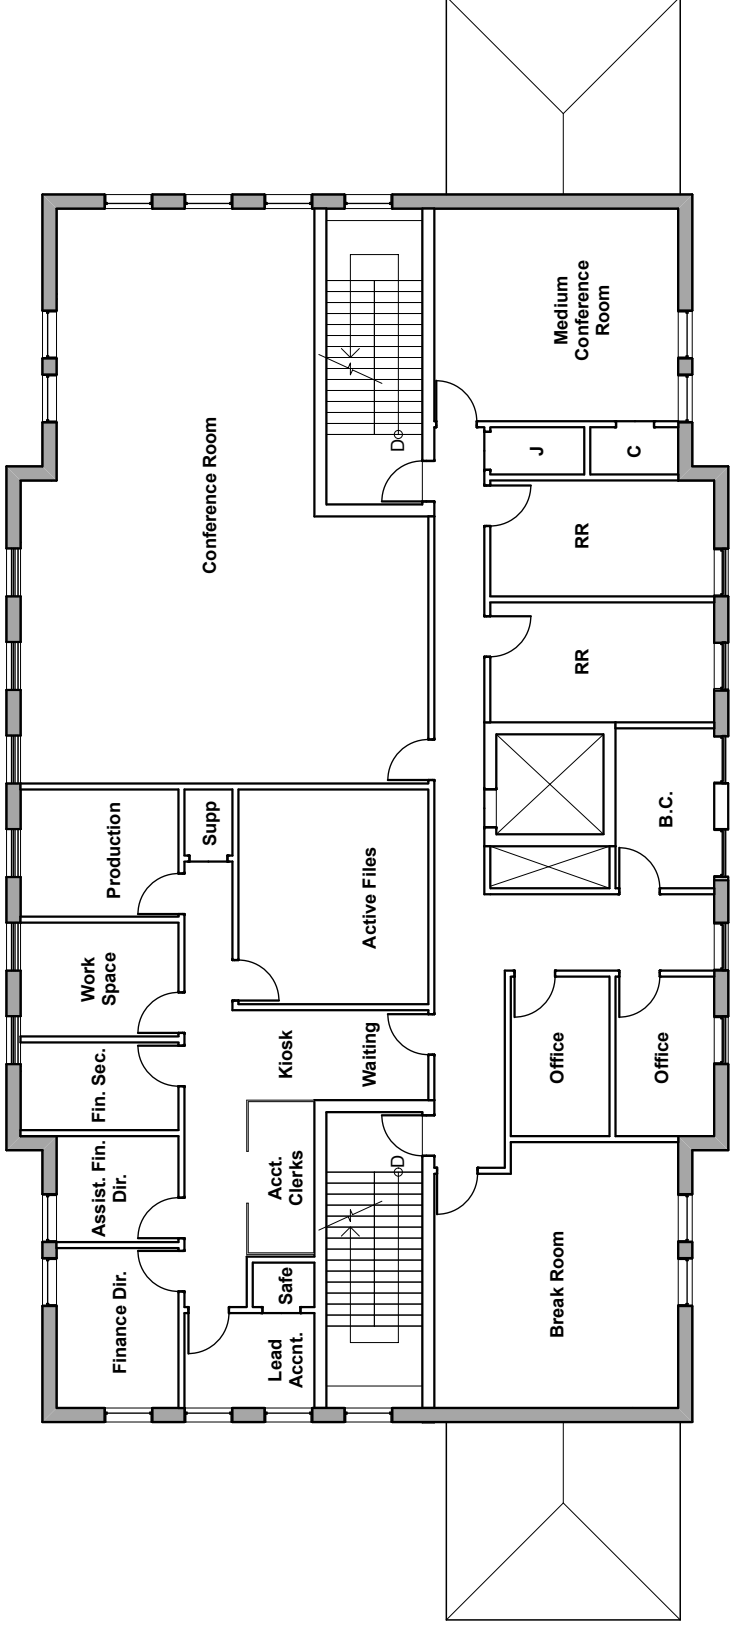 Finance Dir.
Assist. Fin.
Dir.
Fin. Sec.
Work
Space
Production
Supp
Conference Room
Lead
Accnt.
Safe
Acct.
Clerks
Kiosk
Waiting
Active Files
D
D
Break Room
Office
Office
B.C.
RR
RR
J
C
Medium
Conference
Room